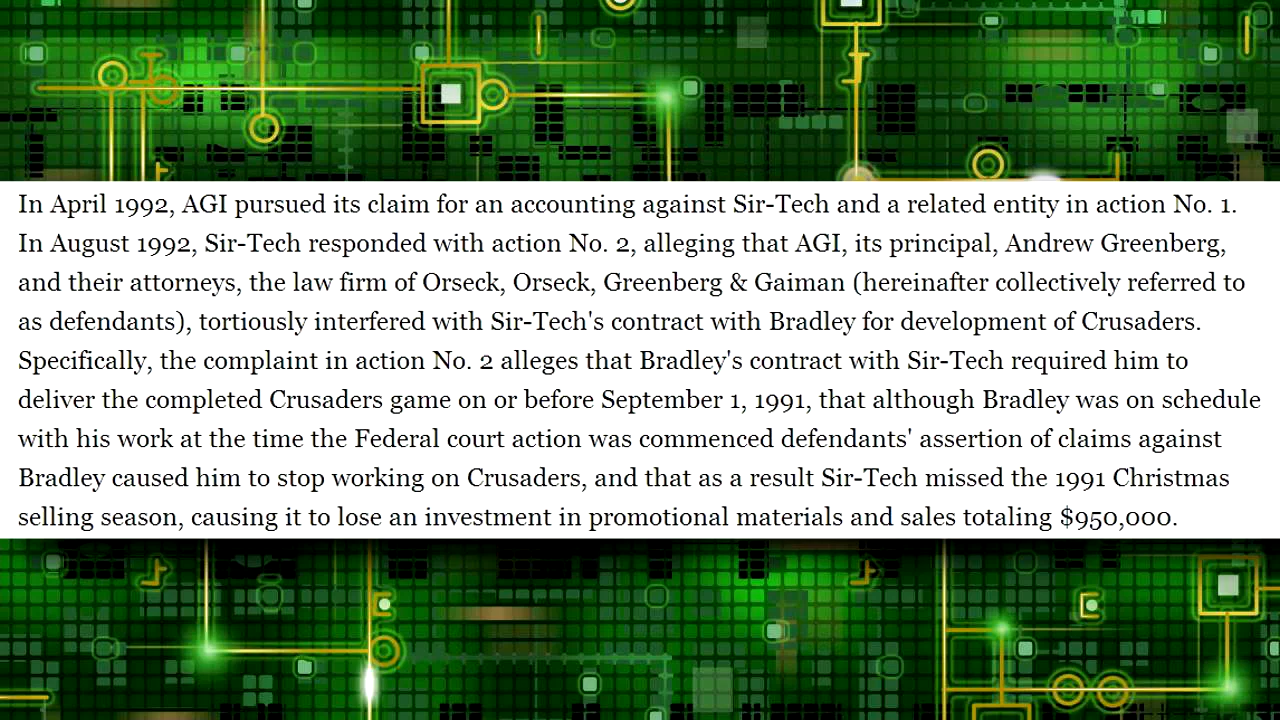 In April 1992, AGI pursued its claim for an accounting against Sir-Tech and a related entity in action No. 1.
In August 1992, Sir-Tech responded with action No. 2, alleging that AGI, its principal, Andrew Greenberg,
and their attorneys, the law firm of Orseck, Orseck, Greenberg & Gaiman (hereinafter collectively referred to
as defendants), tortiously interfered with Sir-Tech's contract with Bradley for development of Crusaders.
Specifically, the complaint in action No. 2 alleges that Bradley's contract with Sir-Tech required him to
deliver the completed Crusaders game on or before September 1, 1991, that although Bradley was on schedule
with his work at the time the Federal court action was commenced defendants' assertion of claims against
Bradley caused him to stop working on Crusaders, and that as a result Sir-Tech missed the 1991 Christmas
selling season, causing it to lose an investment in promotional materials and sales totaling $950,000.